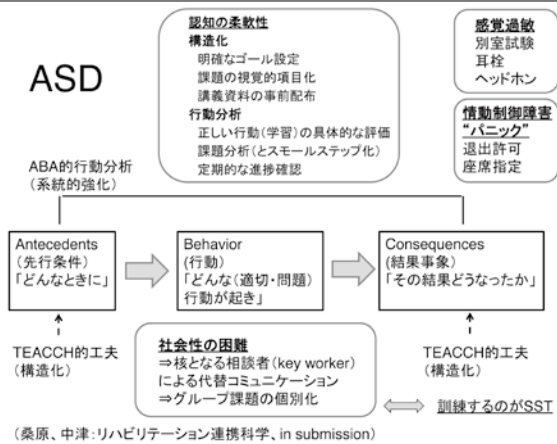 ASD
認知の柔軟性
構造化
明確なゴール設定
課題の視覚的項目化
講義資料の事前配布
行動分析
正しい行動(学習)の具体的な評価
課題分析(とスモールステップ化)
定期的な進捗確認
感覚過敏
別室試験
耳栓
ヘッドホン
情動制御障害
“パニック”
退出許可
座席指定
ABA的行動分析
(系統的強化)
Antecedents
(先行条件)
「どんなときに」
Behavior
(行動)
「どんな(適切・問題)
行動が起き」
Consequences
(結果事象)
「その結果どうなったか」
TEACCH的工夫
(構造化)
社会性の困難
⇒核となる相談者(key worker)
による代替コミュニケーション
⇒グループ課題の個別化
TEACCH的工夫
(構造化)
訓練するのがSST
(桑原、中津:リハビリテーション連携科学、in submission)